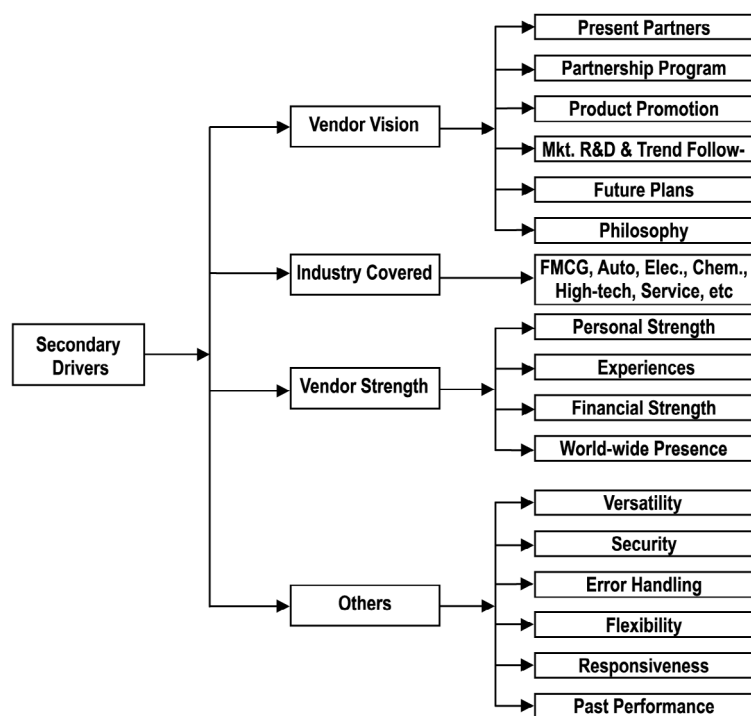 Present Partners
Partnership Program
Product Promotion
Vendor Vision
Mkt. R&D & Trend Follow-
Future Plans
Philosophy
Industry Covered
FMCG, Auto, Elec., Chem.,
High-tech, Service, etc
Secondary
Drivers
Personal Strength
Experiences
Vendor Strength
Financial Strength
World-wide Presence
Versatility
Security
Error Handling
Others
Flexibility
Responsiveness
Past Performance